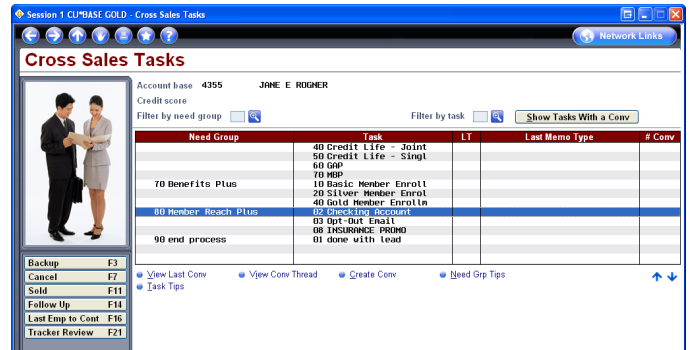 Session 1 CU*BASE GOLD - Cross Sales Tasks
Network Links
Cross Sales Tasks
Account base 4355 JANE E ROGNER
Credit score
Filter by need group Filter by task Show Tasks With a Conv
Need Group Task LT Last Memo Type # Conv
40 Credit Life - Joint
50 Credit Life - Singl
60 GAP
70 MBP
70 Benefits Plus 10 Basic Member Enroll
20 Silver Member Enrol
40 Gold Member Enrollm
80 Member Reach Plus 02 Checking Account
03 Opt-Out Email
08 INSURANCE PROMO
90 end process 01 done with lead
Backup F3
Cancel F7
Sold F11
Follow Up F14
Last Emp to Cont F16
Tracker Review F21
View Last Conv View Conv Thread Create Conv Need Grp Tips
Task Tips